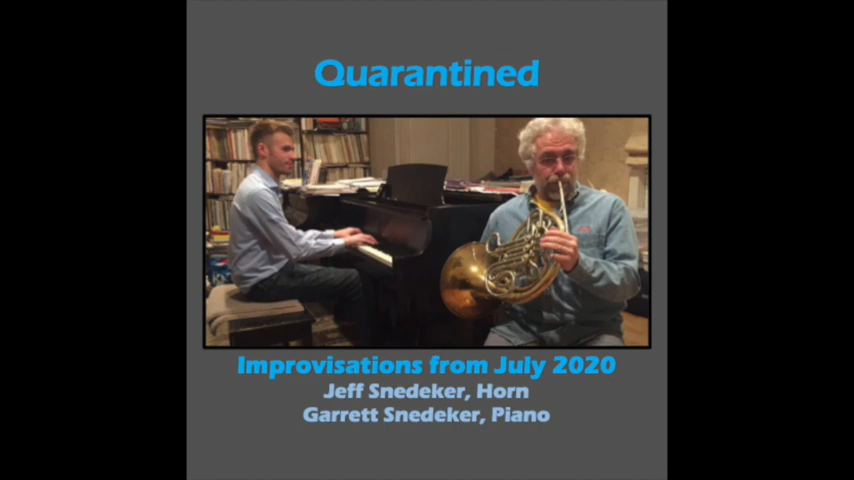 Quarantined
Improvisations from July 2020
Jeff Snedeker, Horn
Garrett Snedeker, Piano